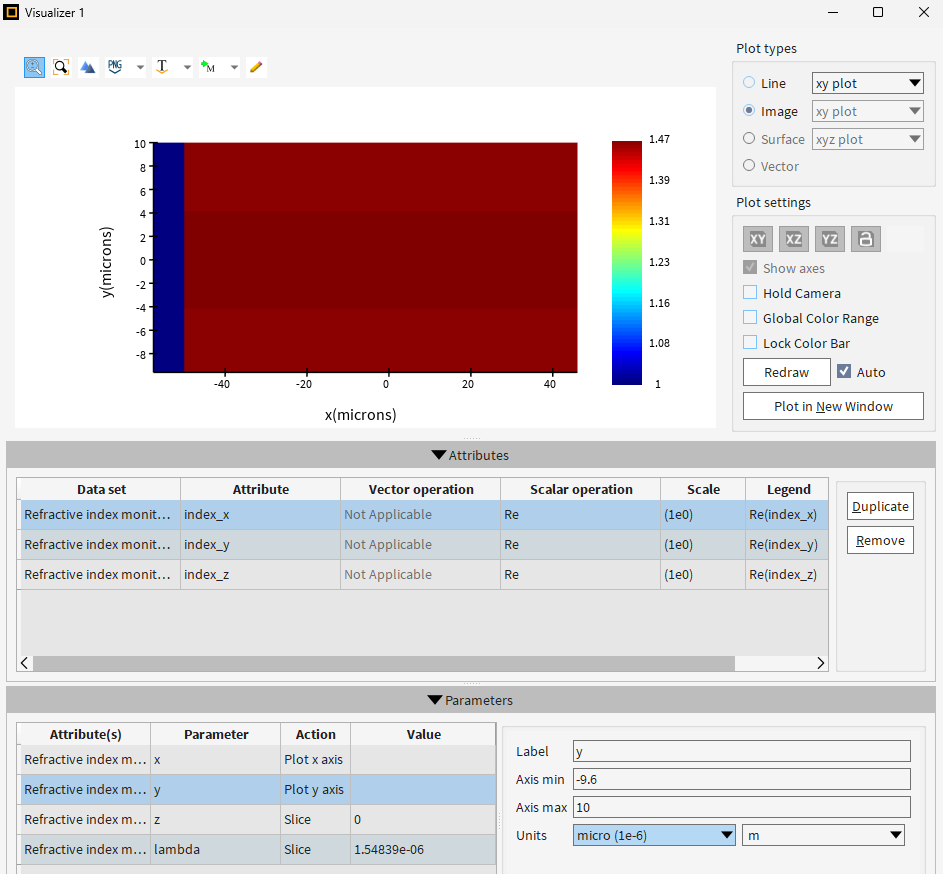 Visualizer 1
Plot types
Line xy plot
Image xy plot
Surface xyz plot
Vector
Plot settings
XY XZ YZ a
Show axes
Hold Camera
Global Color Range
Lock Color Bar
Redraw Auto
Plot in New Window
PNG T M
10
8
6
4
2
0
-2
-4
-6
-8
y(microns)
-40 -20 0 20 40
x(microns)
1.47
1.39
1.31
1.23
1.16
1.08
1
Attributes
Data set Attribute Vector operation Scalar operation Scale Legend
Refractive index monit... index_x Not Applicable Re (1e0) Re(index_x)
Refractive index monit... index_y Not Applicable Re (1e0) Re(index_y)
Refractive index monit... index_z Not Applicable Re (1e0) Re(index_z)
Duplicate
Remove
Parameters
Attribute(s) Parameter Action Value
Refractive index m... x Plot x axis
Refractive index m... y Plot y axis
Refractive index m... z Slice 0
Refractive index m... lambda Slice 1.54839e-06
Label y
Axis min -9.6
Axis max 10
Units micro (1e-6) m